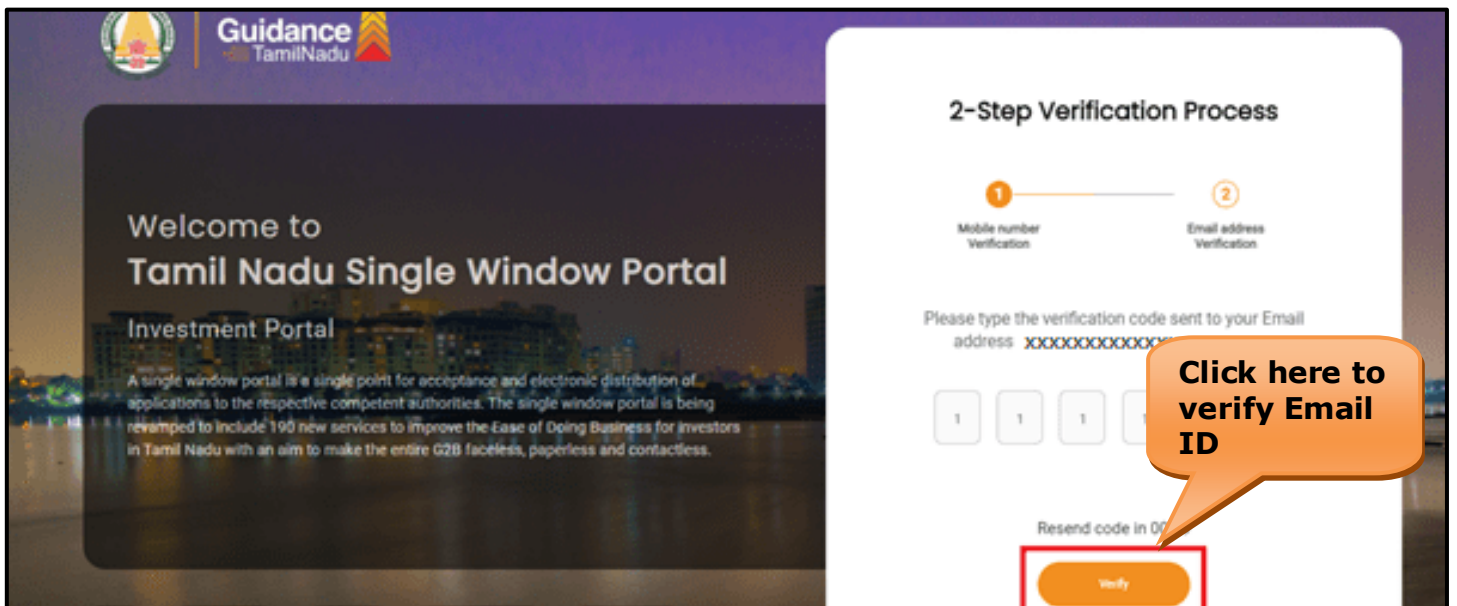 Guidance
TamilNadu
Welcome to
Tamil Nadu Single Window Portal
Investment Portal
A single window portal is a single point for acceptance and electronic distribution of
applications to the respective competent authorities. The single window portal is being
revamped to include 190 new services to improve the Ease of Doing Business for investors
in Tamil Nadu with an aim to make the entire G2B faceless, paperless and contactless.
2-Step Verification Process
1
2
Mobile number
Verification
Email address
Verification
Please type the verification code sent to your Email
address XXXXXXXXXXXXX
1 1 1 1
Resend code in
Verify
Click here to
verify Email
ID